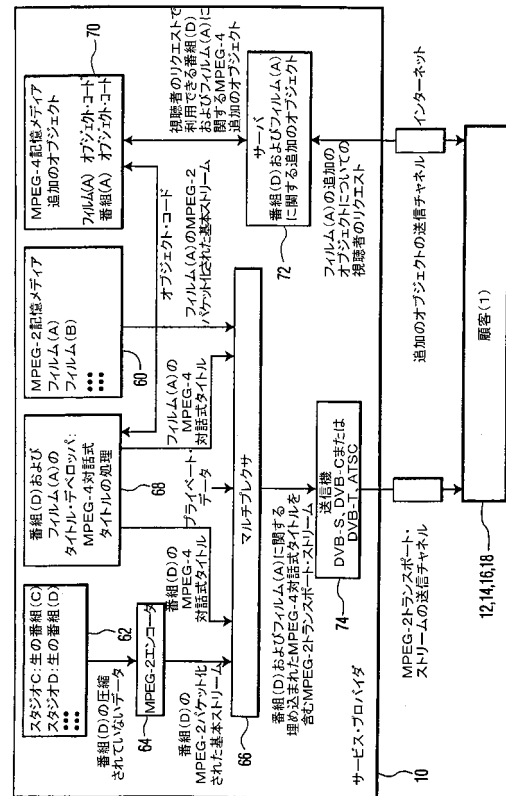 スタジオC:生の番組(C)
スタジオD:生の番組(D)
62
番組(D)の圧縮
されていないデータ
MPEG-2エンコーダ
64
番組(D)の
MPEG-2パケット化
された基本ストリーム
番組(D)および
フィルム(A)の
タイトル・デベロッパ:
MPEG-4対話式
タイトルの処理
68
番組(D)の
MPEG-4
対話式タイトル
プライベート・
データ
フィルム(A)の
MPEG-4
対話式タイトル
MPEG-2記憶メディア
フィルム(A)
フィルム(B)
60
オブジェクト・コード
フィルム(A)のMPEG-2
パケット化された基本ストリーム
MPEG-4記憶メディア
追加のオブジェクト
フィルム(A) オブジェクト・コード
番組(A) オブジェクト・コード
70
視聴者のリクエストで
利用できる番組(D)
およびフィルム(A)に
関するMPEG-4
追加のオブジェクト
マルチプレクサ
66
サーバ
番組(D)およびフィルム(A)
に関する追加のオブジェクト
72
番組(D)およびフィルム(A)に関する
埋め込まれたMPEG-4対話式タイトルを
含むMPEG-2トランスポート・ストリーム
フィルム(A)の追加の
オブジェクトについての
視聴者のリクエスト
送信機
DVB-S、DVB-Cまたは
DVB-T、ATSC
74
サービス・プロバイダ
10
MPEG-2トランスポート・
ストリームの送信チャネル
追加のオブジェクトの送信チャネル
インターネット
顧客(1)
12,14,16,18